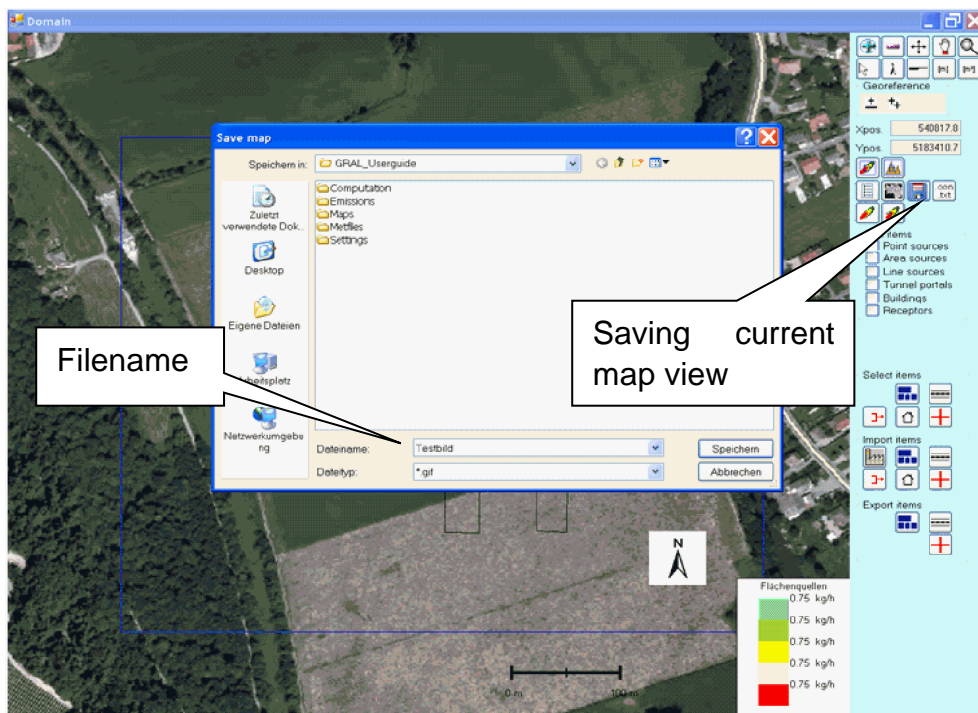 Domain
Georeference
Xpos. 540817.8
Ypos. 5183410.7
con
txt
items
Point sources
Area sources
Line sources
Tunnel portals
Buildings
Receptors
Select items
Import items
Export items
Save map
Speichern in: GRAL_Userguide
Zuletzt
verwendete Dok..
Desktop
Eigene Dateien
Netzwerkumgebu
ng
Computation
Emissions
Maps
Metfiles
Settings
Dateiname: Testbild Speichern
Dateityp: *.gif Abbrechen
Filename
Saving current
map view
N
0 m 100 m
Flächenquellen
0.75 kg/h
0.75 kg/h
0.75 kg/h
0.75 kg/h
0.75 kg/h